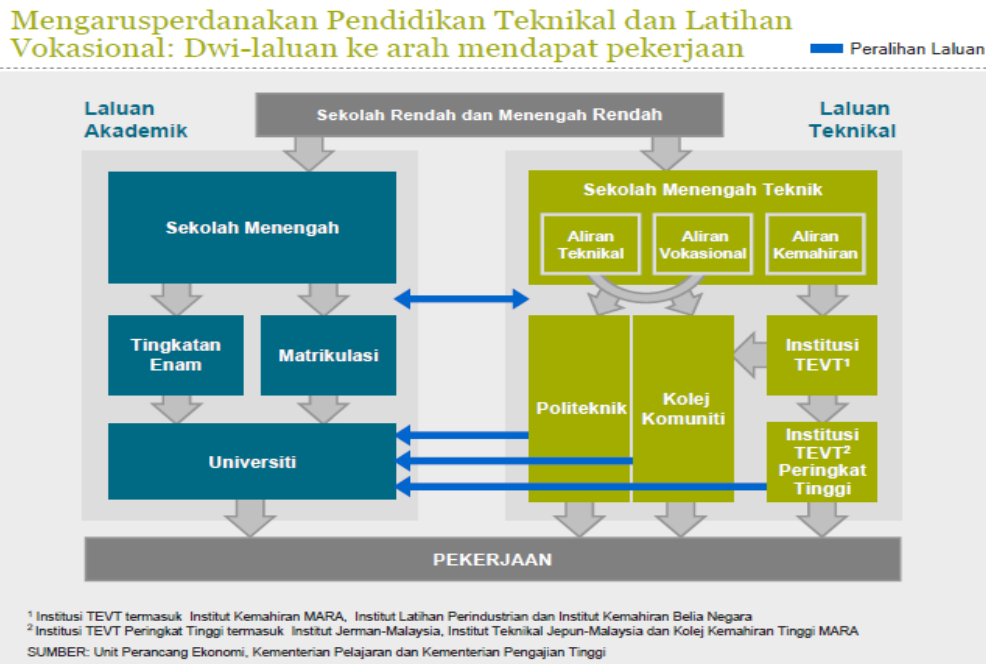 Mengarusperdanakan Pendidikan Teknikal dan Latihan
Vokasional: Dwi-laluan ke arah mendapat pekerjaan
Peralihan Laluan
Laluan
Akademik
Sekolah Rendah dan Menengah Rendah
Laluan
Teknikal
Sekolah Menengah
Sekolah Menengah Teknik
Aliran
Teknikal
Aliran
Vokasional
Aliran
Kemahiran
Tingkatan
Enam
Matrikulasi
Politeknik
Kolej
Komuniti
Institusi
TEVT¹
Universiti
Institusi
TEVT²
Peringkat
Tinggi
PEKERJAAN
¹ Institusi TEVT termasuk Institut Kemahiran MARA, Institut Latihan Perindustrian dan Institut Kemahiran Belia Negara
² Institusi TEVT Peringkat Tinggi termasuk Institut Jerman-Malaysia, Institut Teknikal Jepun-Malaysia dan Kolej Kemahiran Tinggi MARA
SUMBER: Unit Perancang Ekonomi, Kementerian Pelajaran dan Kementerian Pengajian Tinggi